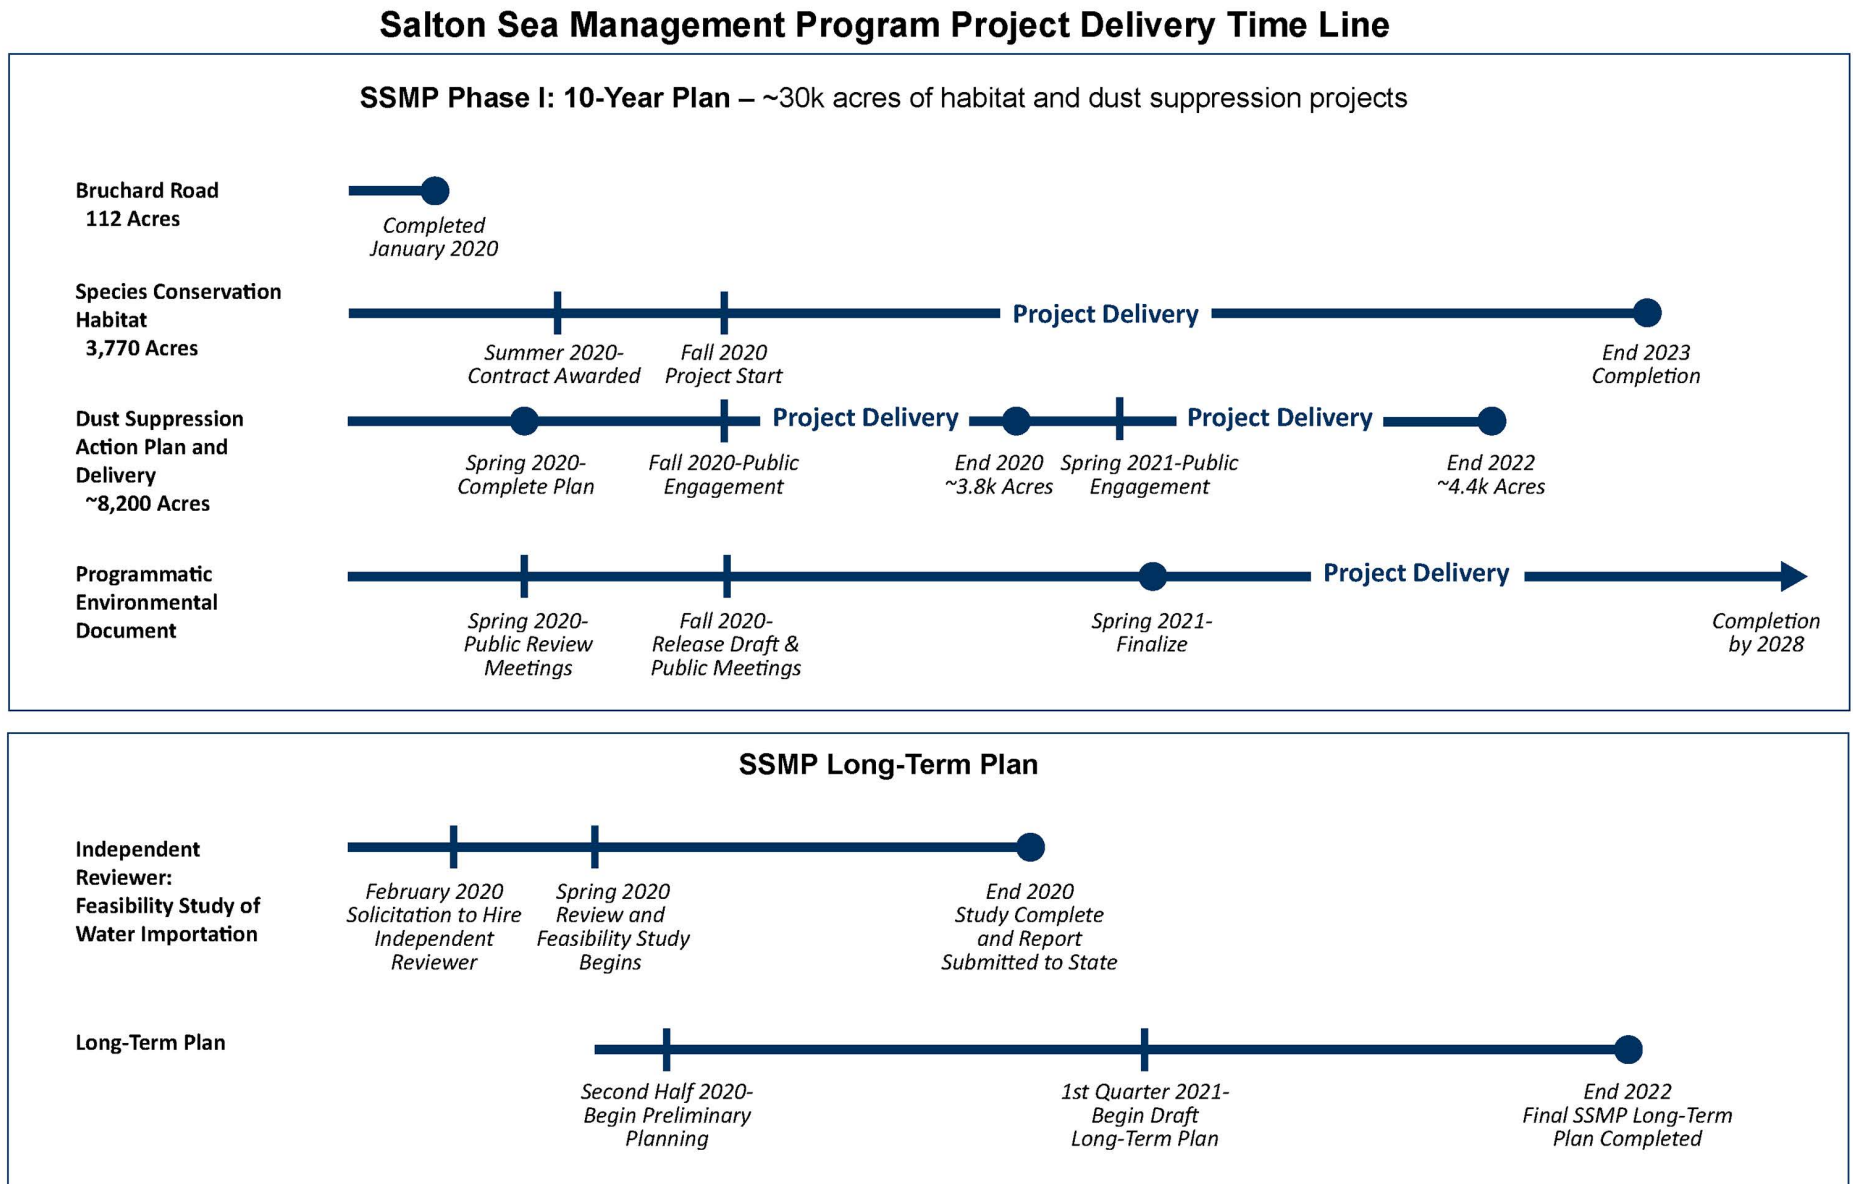 Salton Sea Management Program Project Delivery Time Line
SSMP Phase I: 10-Year Plan – ~30k acres of habitat and dust suppression projects
Bruchard Road
112 Acres
Completed
January 2020
Species Conservation
Habitat
3,770 Acres
Project Delivery
Summer 2020-
Contract Awarded
Fall 2020
Project Start
End 2023
Completion
Dust Suppression
Action Plan and
Delivery
~8,200 Acres
Project Delivery
Project Delivery
Spring 2020-
Complete Plan
Fall 2020-Public
Engagement
End 2020
~3.8k Acres
Spring 2021-Public
Engagement
End 2022
~4.4k Acres
Programmatic
Environmental
Document
Project Delivery
Spring 2020-
Public Review
Meetings
Fall 2020-
Release Draft &
Public Meetings
Spring 2021-
Finalize
Completion
by 2028
SSMP Long-Term Plan
Independent
Reviewer:
Feasibility Study of
Water Importation
February 2020
Solicitation to Hire
Independent
Reviewer
Spring 2020
Review and
Feasibility Study
Begins
End 2020
Study Complete
and Report
Submitted to State
Long-Term Plan
Second Half 2020-
Begin Preliminary
Planning
1st Quarter 2021-
Begin Draft
Long-Term Plan
End 2022
Final SSMP Long-Term
Plan Completed